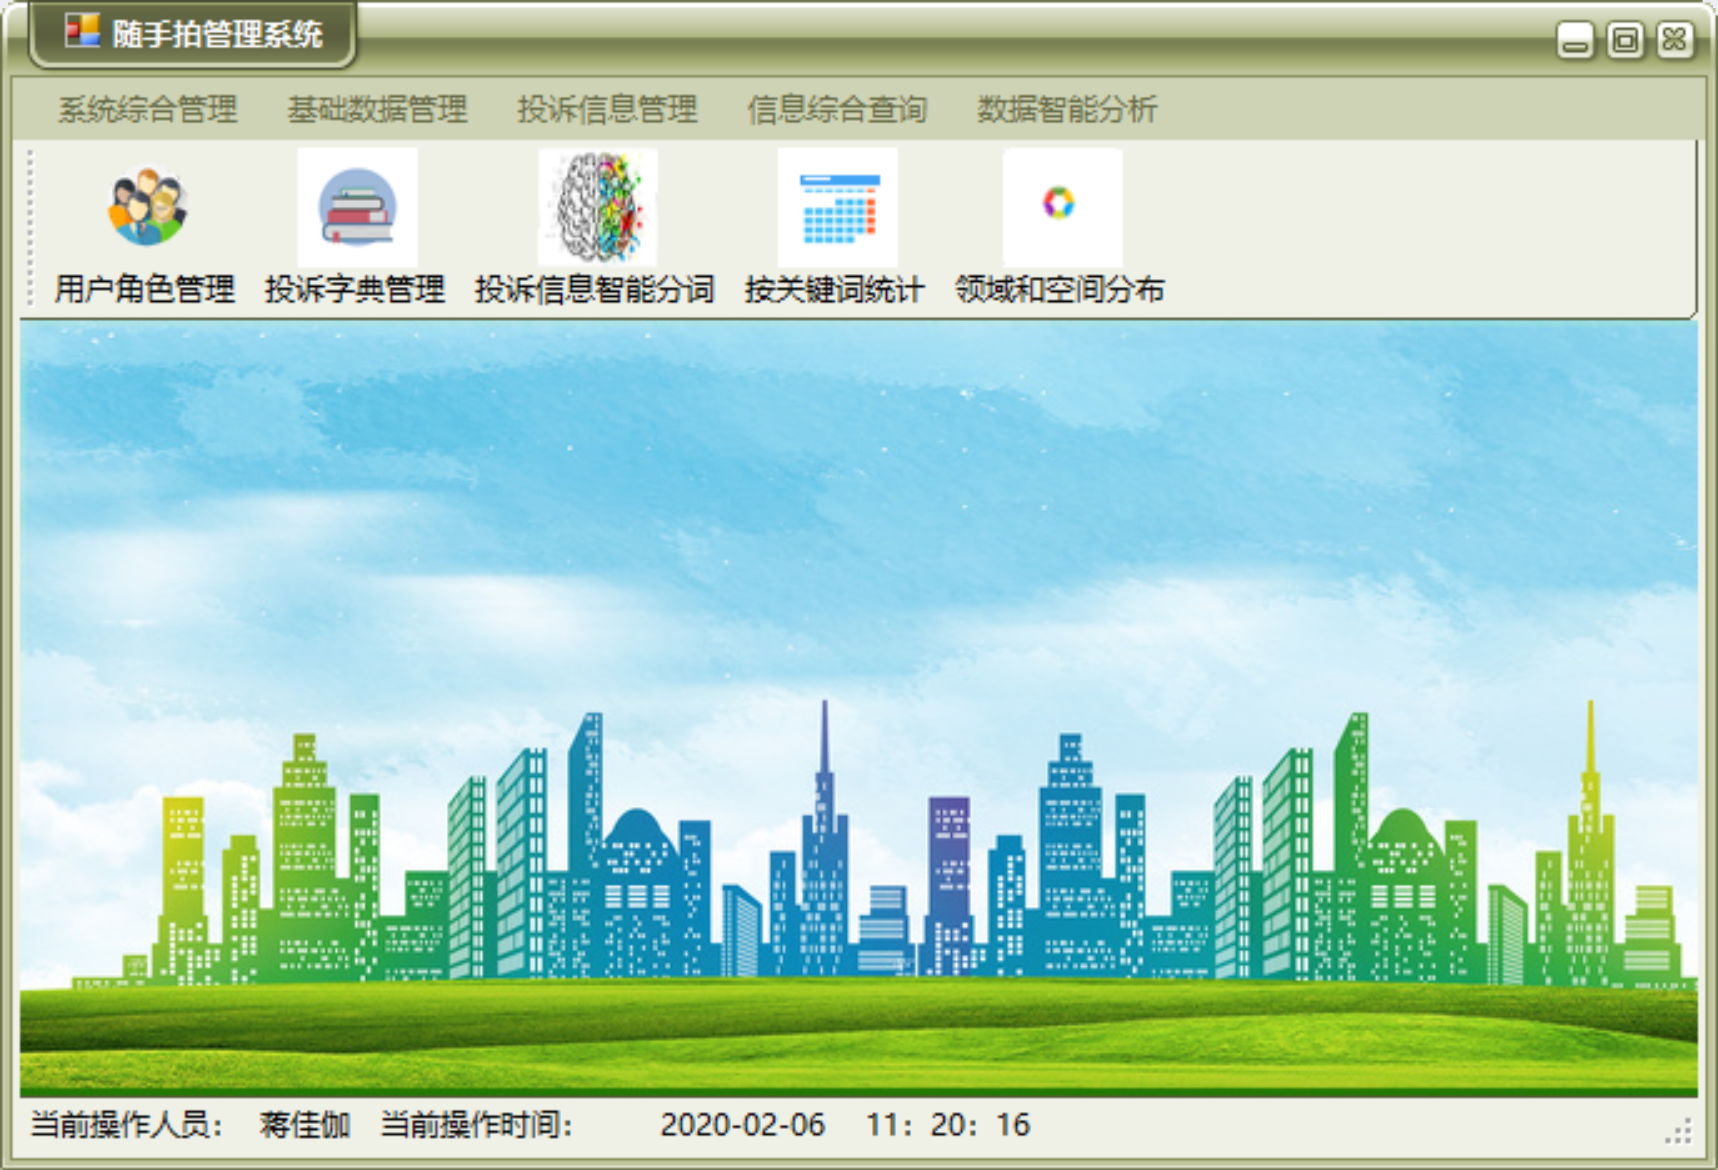 随手拍管理系统
系统综合管理 基础数据管理 投诉信息管理 信息综合查询 数据智能分析
用户角色管理 投诉字典管理 投诉信息智能分词 按关键词统计 领域和空间分布
当前操作人员： 蒋佳伽 当前操作时间： 2020-02-06 11：20：16